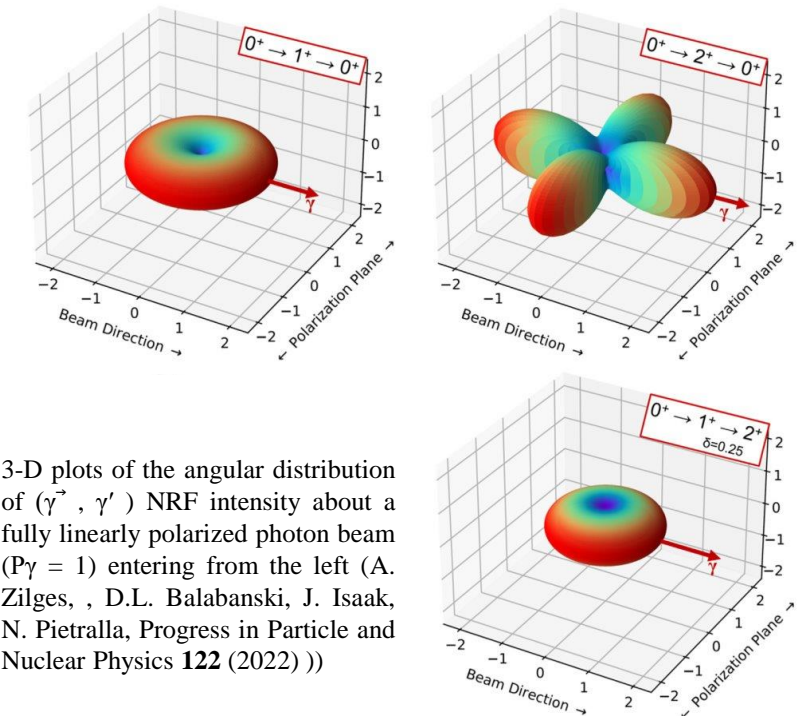 0⁺ → 1⁺ → 0⁺
2
1
0
−1
−2
γ
−2
−1
0
1
2
Beam Direction →
−2
−1
0
1
2
← Polarization Plane →
0⁺ → 2⁺ → 0⁺
2
1
0
−1
−2
γ
−2
−1
0
1
2
Beam Direction →
−2
−1
0
1
2
← Polarization Plane →
3-D plots of the angular distribution
of (γ⃗ , γ′ ) NRF intensity about a
fully linearly polarized photon beam
(Pγ = 1) entering from the left (A.
Zilges, , D.L. Balabanski, J. Isaak,
N. Pietralla, Progress in Particle and
Nuclear Physics 122 (2022) ))
0⁺ → 1⁺ → 2⁺
δ=0.25
2
1
0
−1
−2
γ
−2
−1
0
1
2
Beam Direction →
−2
−1
0
1
2
← Polarization Plane →